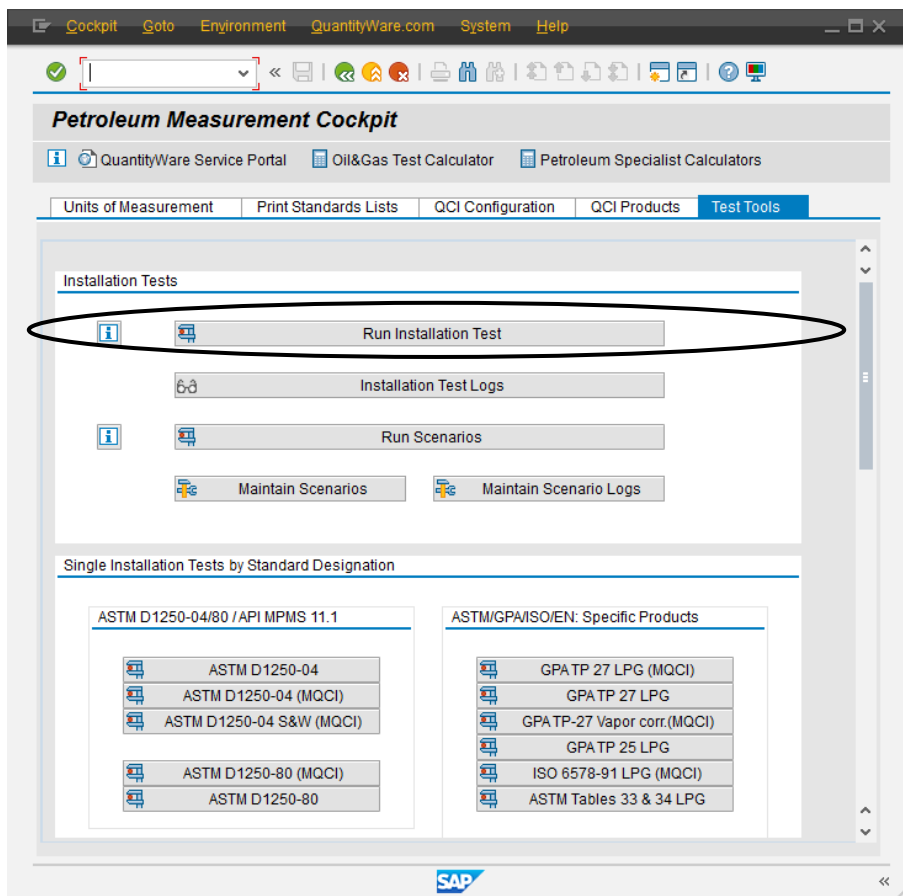 Cockpit Goto Environment QuantityWare.com System Help
Petroleum Measurement Cockpit
QuantityWare Service Portal Oil&Gas Test Calculator Petroleum Specialist Calculators
Units of Measurement Print Standards Lists QCI Configuration QCI Products Test Tools
Installation Tests
Run Installation Test
Installation Test Logs
Run Scenarios
Maintain Scenarios Maintain Scenario Logs
Single Installation Tests by Standard Designation
ASTM D1250-04/80 / API MPMS 11.1
ASTM D1250-04
ASTM D1250-04 (MQCI)
ASTM D1250-04 S&W (MQCI)
ASTM D1250-80 (MQCI)
ASTM D1250-80
ASTM/GPA/ISO/EN: Specific Products
GPA TP 27 LPG (MQCI)
GPA TP 27 LPG
GPA TP-27 Vapor corr.(MQCI)
GPA TP 25 LPG
ISO 6578-91 LPG (MQCI)
ASTM Tables 33 & 34 LPG
SAP